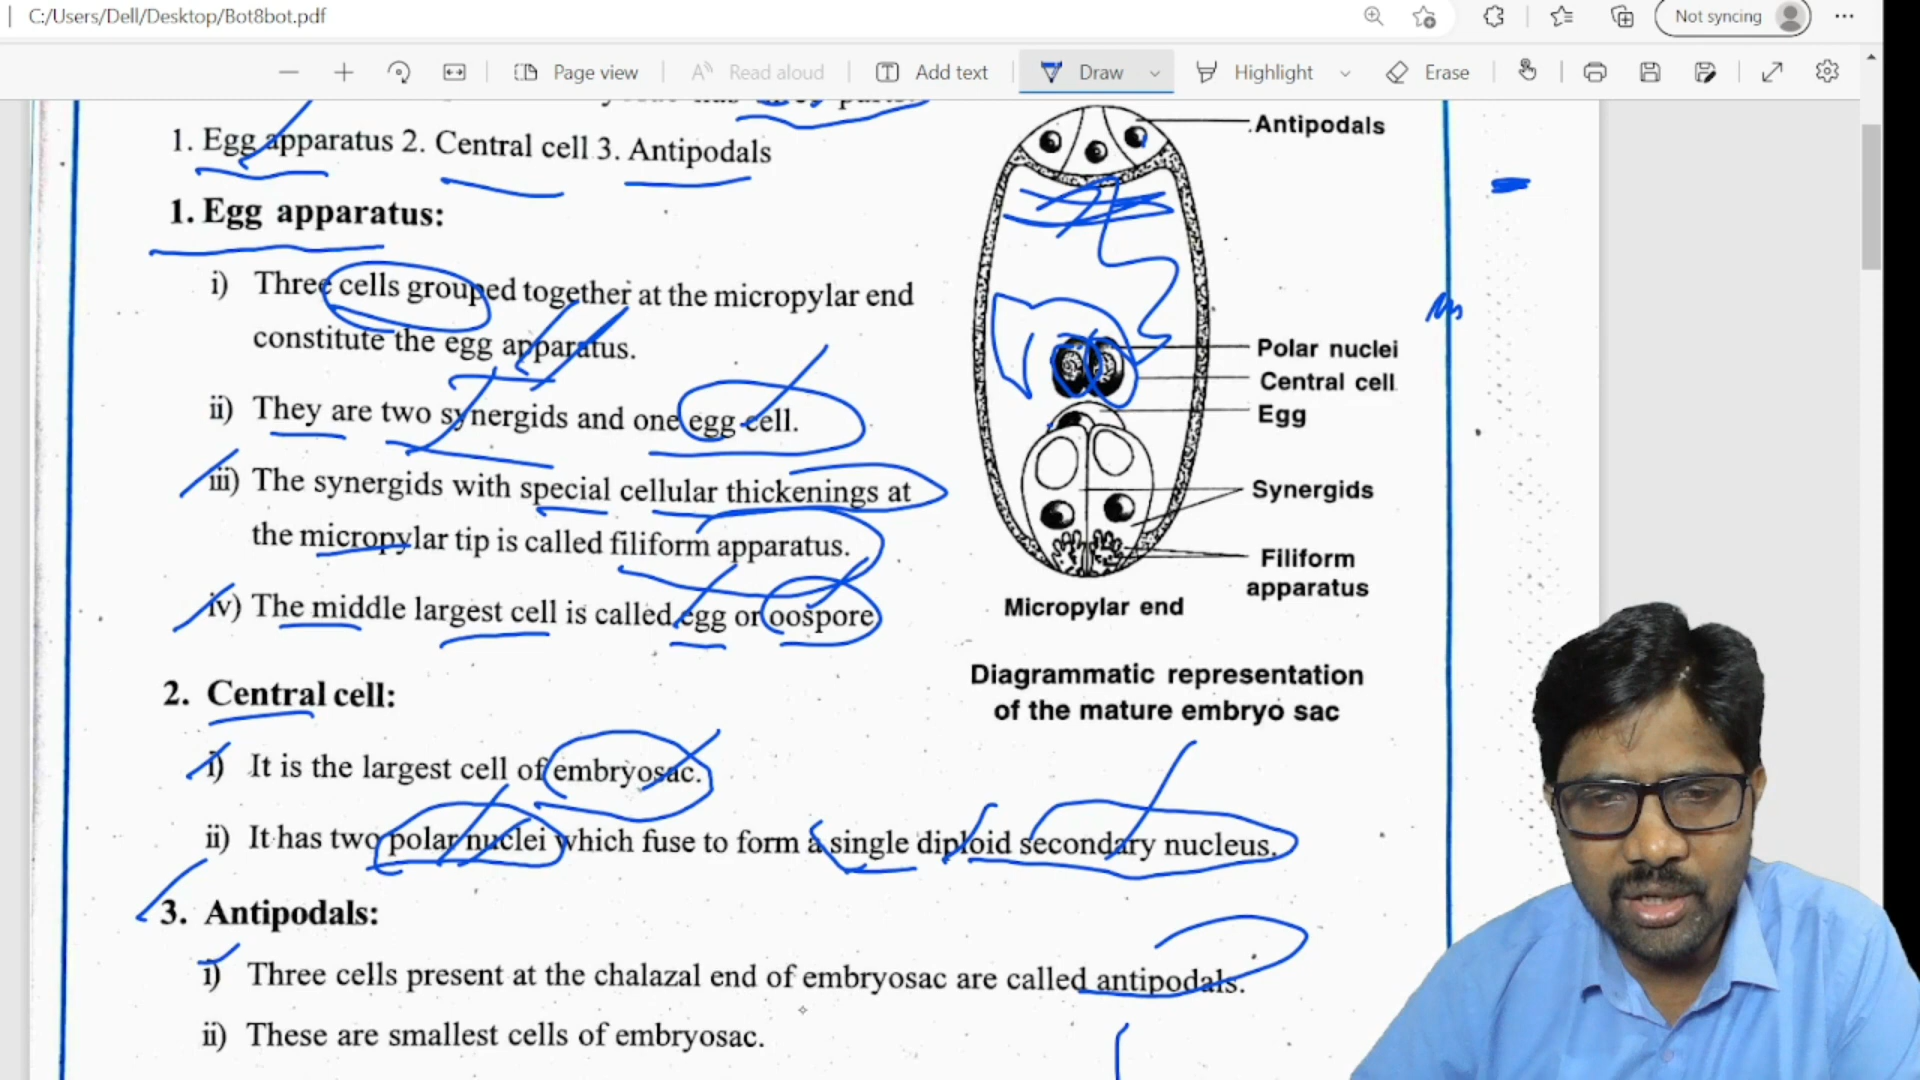 C:/Users/Dell/Desktop/Bot8bot.pdf
Not syncing
Page view
Read aloud
Add text
Draw
Highlight
Erase
1. Egg apparatus 2. Central cell 3. Antipodals
1. Egg apparatus:
i) Three cells grouped together at the micropylar end
constitute the egg apparatus.
ii) They are two synergids and one egg cell.
iii) The synergids with special cellular thickenings at
the micropylar tip is called filiform apparatus.
iv) The middle largest cell is called egg or oospore
2. Central cell:
i) It is the largest cell of embryosac.
ii) It has two polar nuclei which fuse to form a single diploid secondary nucleus.
3. Antipodals:
i) Three cells present at the chalazal end of embryosac are called antipodals.
ii) These are smallest cells of embryosac.
Antipodals
Polar nuclei
Central cell
Egg
Synergids
Filiform
apparatus
Micropylar end
Diagrammatic representation
of the mature embryo sac